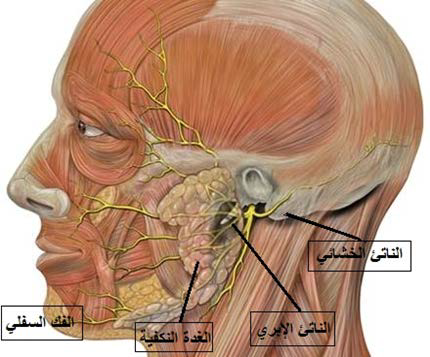 الناتئ الخشائي
الناتئ الإبري
الغدة النكفية
الفك السفلي